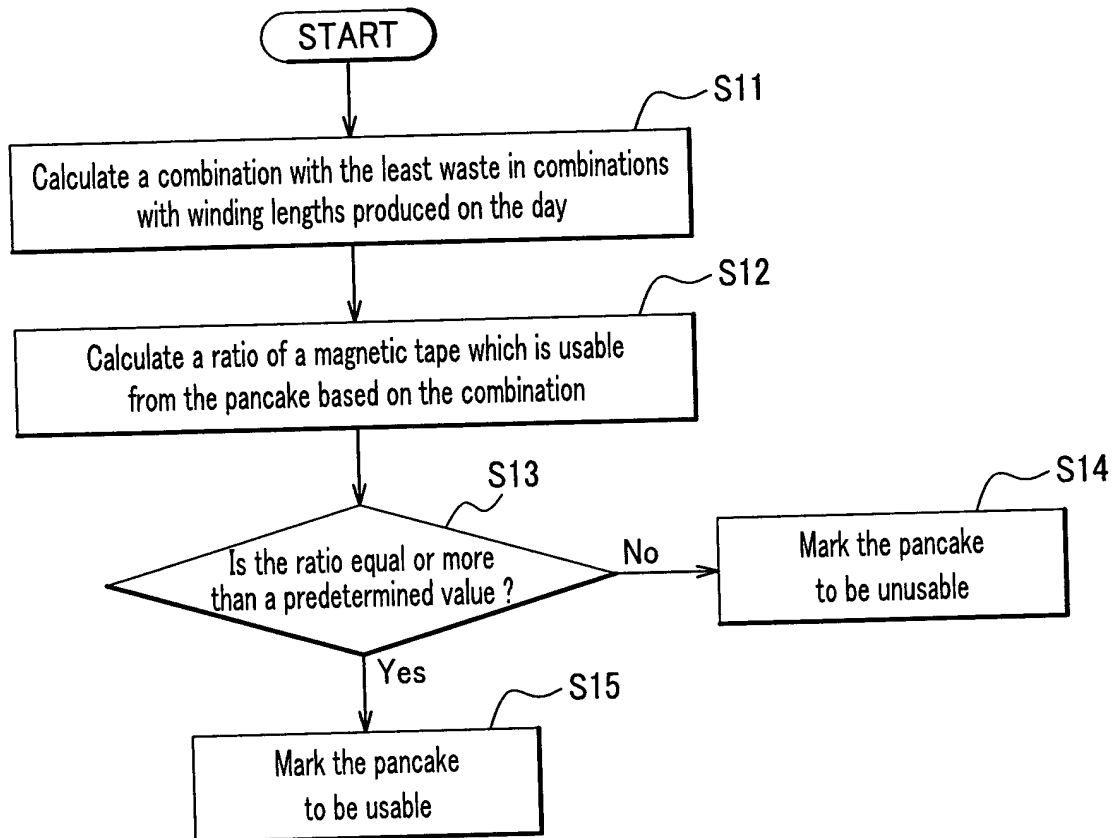 START
S11
Calculate a combination with the least waste in combinations
with winding lengths produced on the day
S12
Calculate a ratio of a magnetic tape which is usable
from the pancake based on the combination
S13
Is the ratio equal or more
than a predetermined value ?
No
S14
Mark the pancake
to be unusable
Yes
S15
Mark the pancake
to be usable